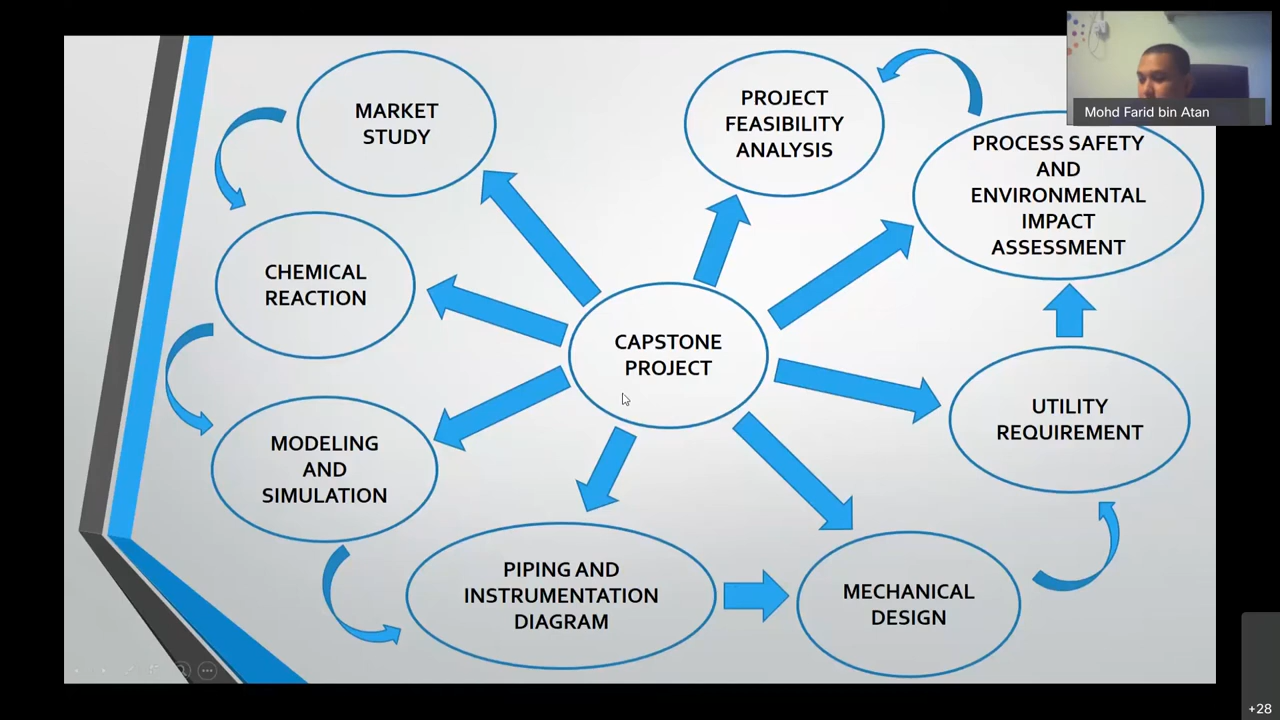 MARKET
STUDY
PROJECT
FEASIBILITY
ANALYSIS
Mohd Farid bin Atan
PROCESS SAFETY
AND
ENVIRONMENTAL
IMPACT
ASSESSMENT
CHEMICAL
REACTION
CAPSTONE
PROJECT
UTILITY
REQUIREMENT
MODELING
AND
SIMULATION
PIPING AND
INSTRUMENTATION
DIAGRAM
MECHANICAL
DESIGN
+28